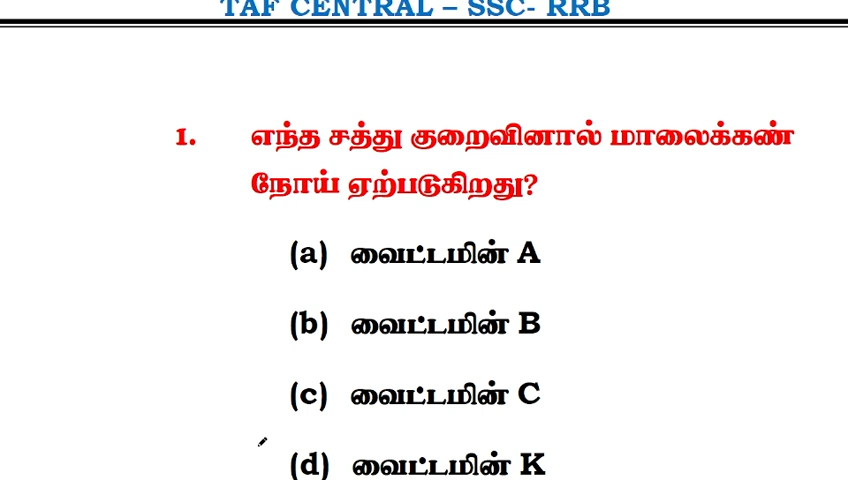 TAF CENTRAL – SSC- RRB
1. எந்த சத்து குறைவினால் மாலைக்கண்
நோய் ஏற்படுகிறது?
(a) வைட்டமின் A
(b) வைட்டமின் B
(c) வைட்டமின் C
(d) வைட்டமின் K